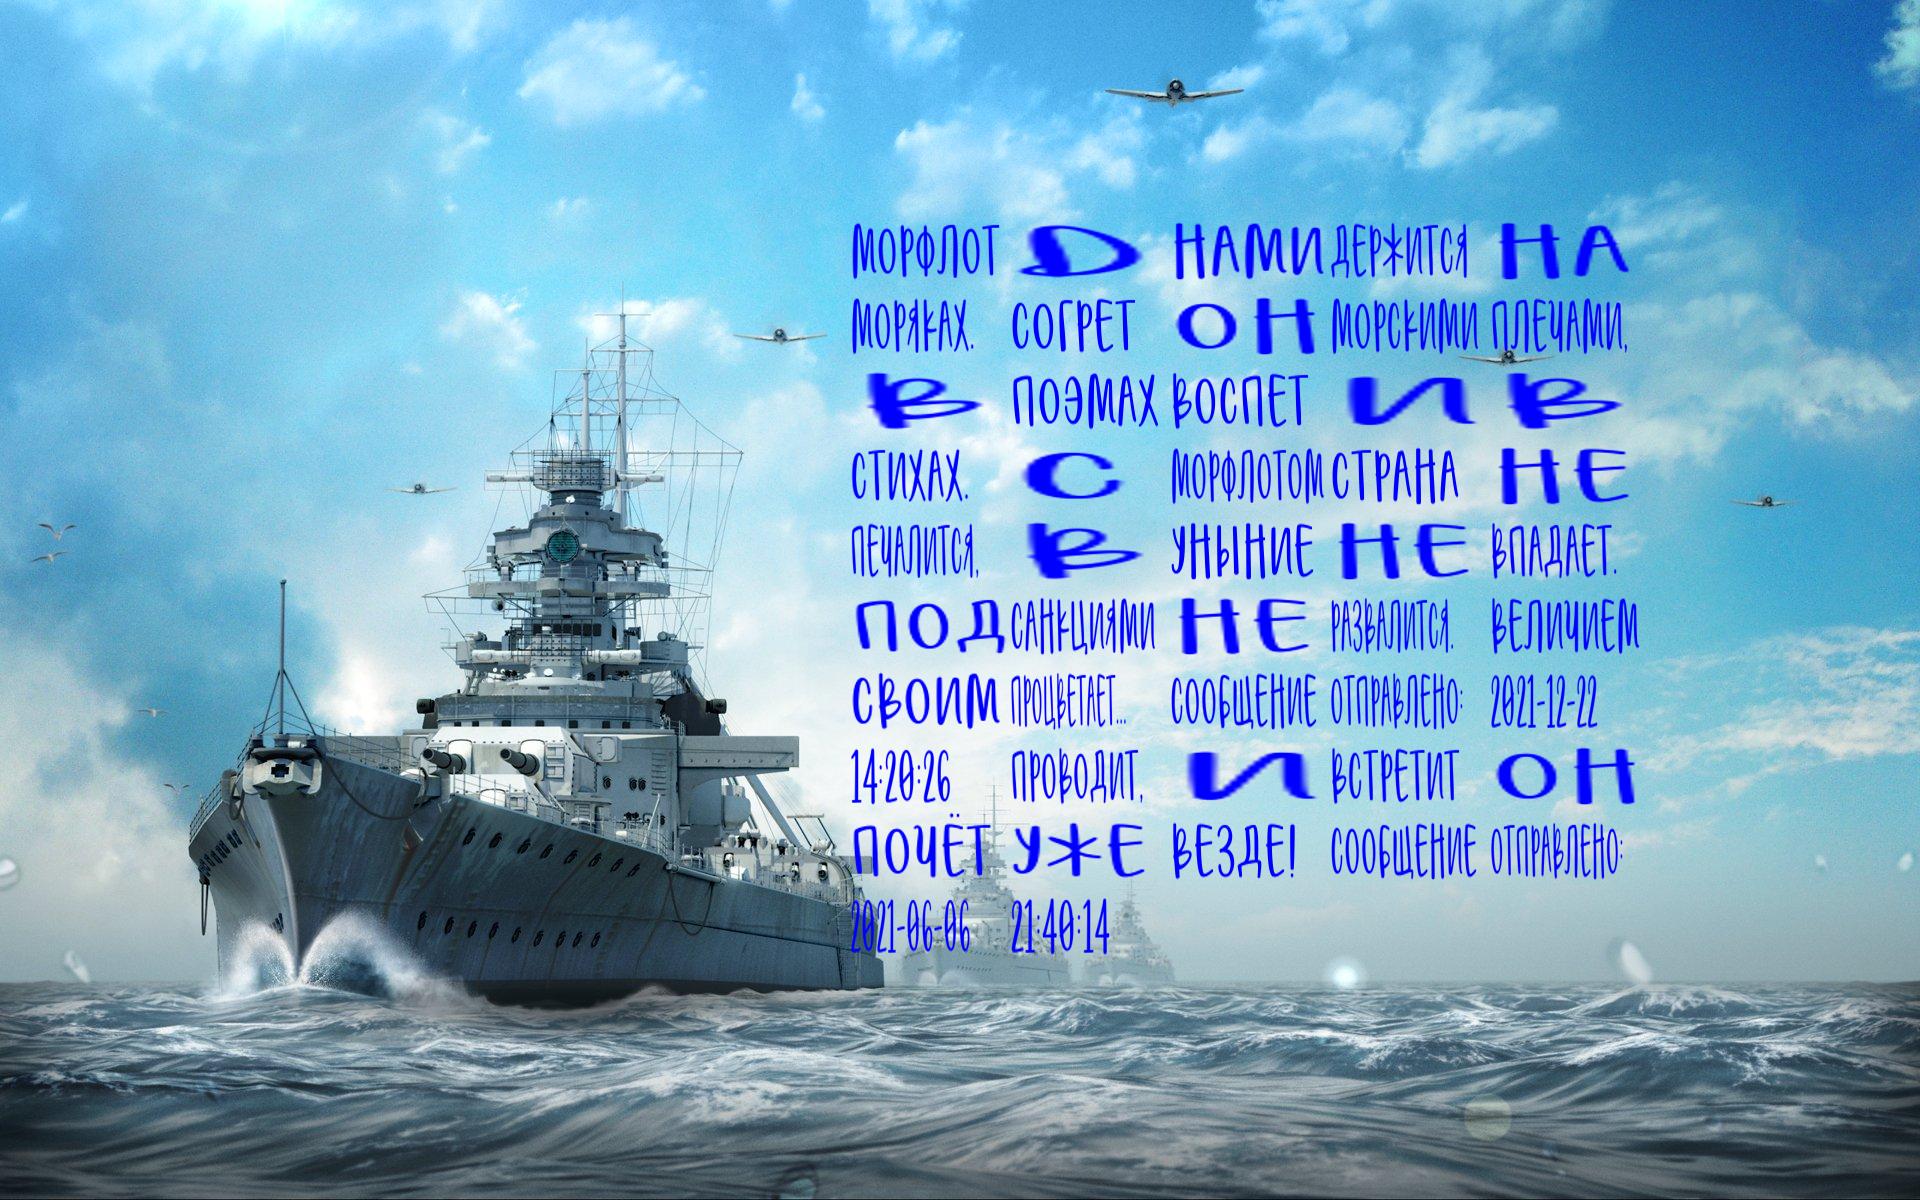 МОРФЛОТ D НАМИ ДЕРЖИТСЯ НА
МОРЯКАХ. СОГРЕТ ОН МОРСКИМИ ПЛЕЧАМИ,
В ПОЭМАХ ВОСПЕТ И В
СТИХАХ. С МОРФЛОТОМ СТРАНА НЕ
ПЕЧАЛИТСЯ, В УНЫНИЕ НЕ ВПАДАЕТ.
ПОД САНКЦИЯМИ НЕ РАЗВАЛИТСЯ. ВЕЛИЧИЕМ
СВОИМ ПРОЦВЕТАЕТ... СООБЩЕНИЕ ОТПРАВЛЕНО: 2021-12-22
14:20:26 ПРОВОДИТ, И ВСТРЕТИТ ОН
ПОЧЁТ УЖЕ ВЕЗДЕ! СООБЩЕНИЕ ОТПРАВЛЕНО:
2021-06-06 21:40:14